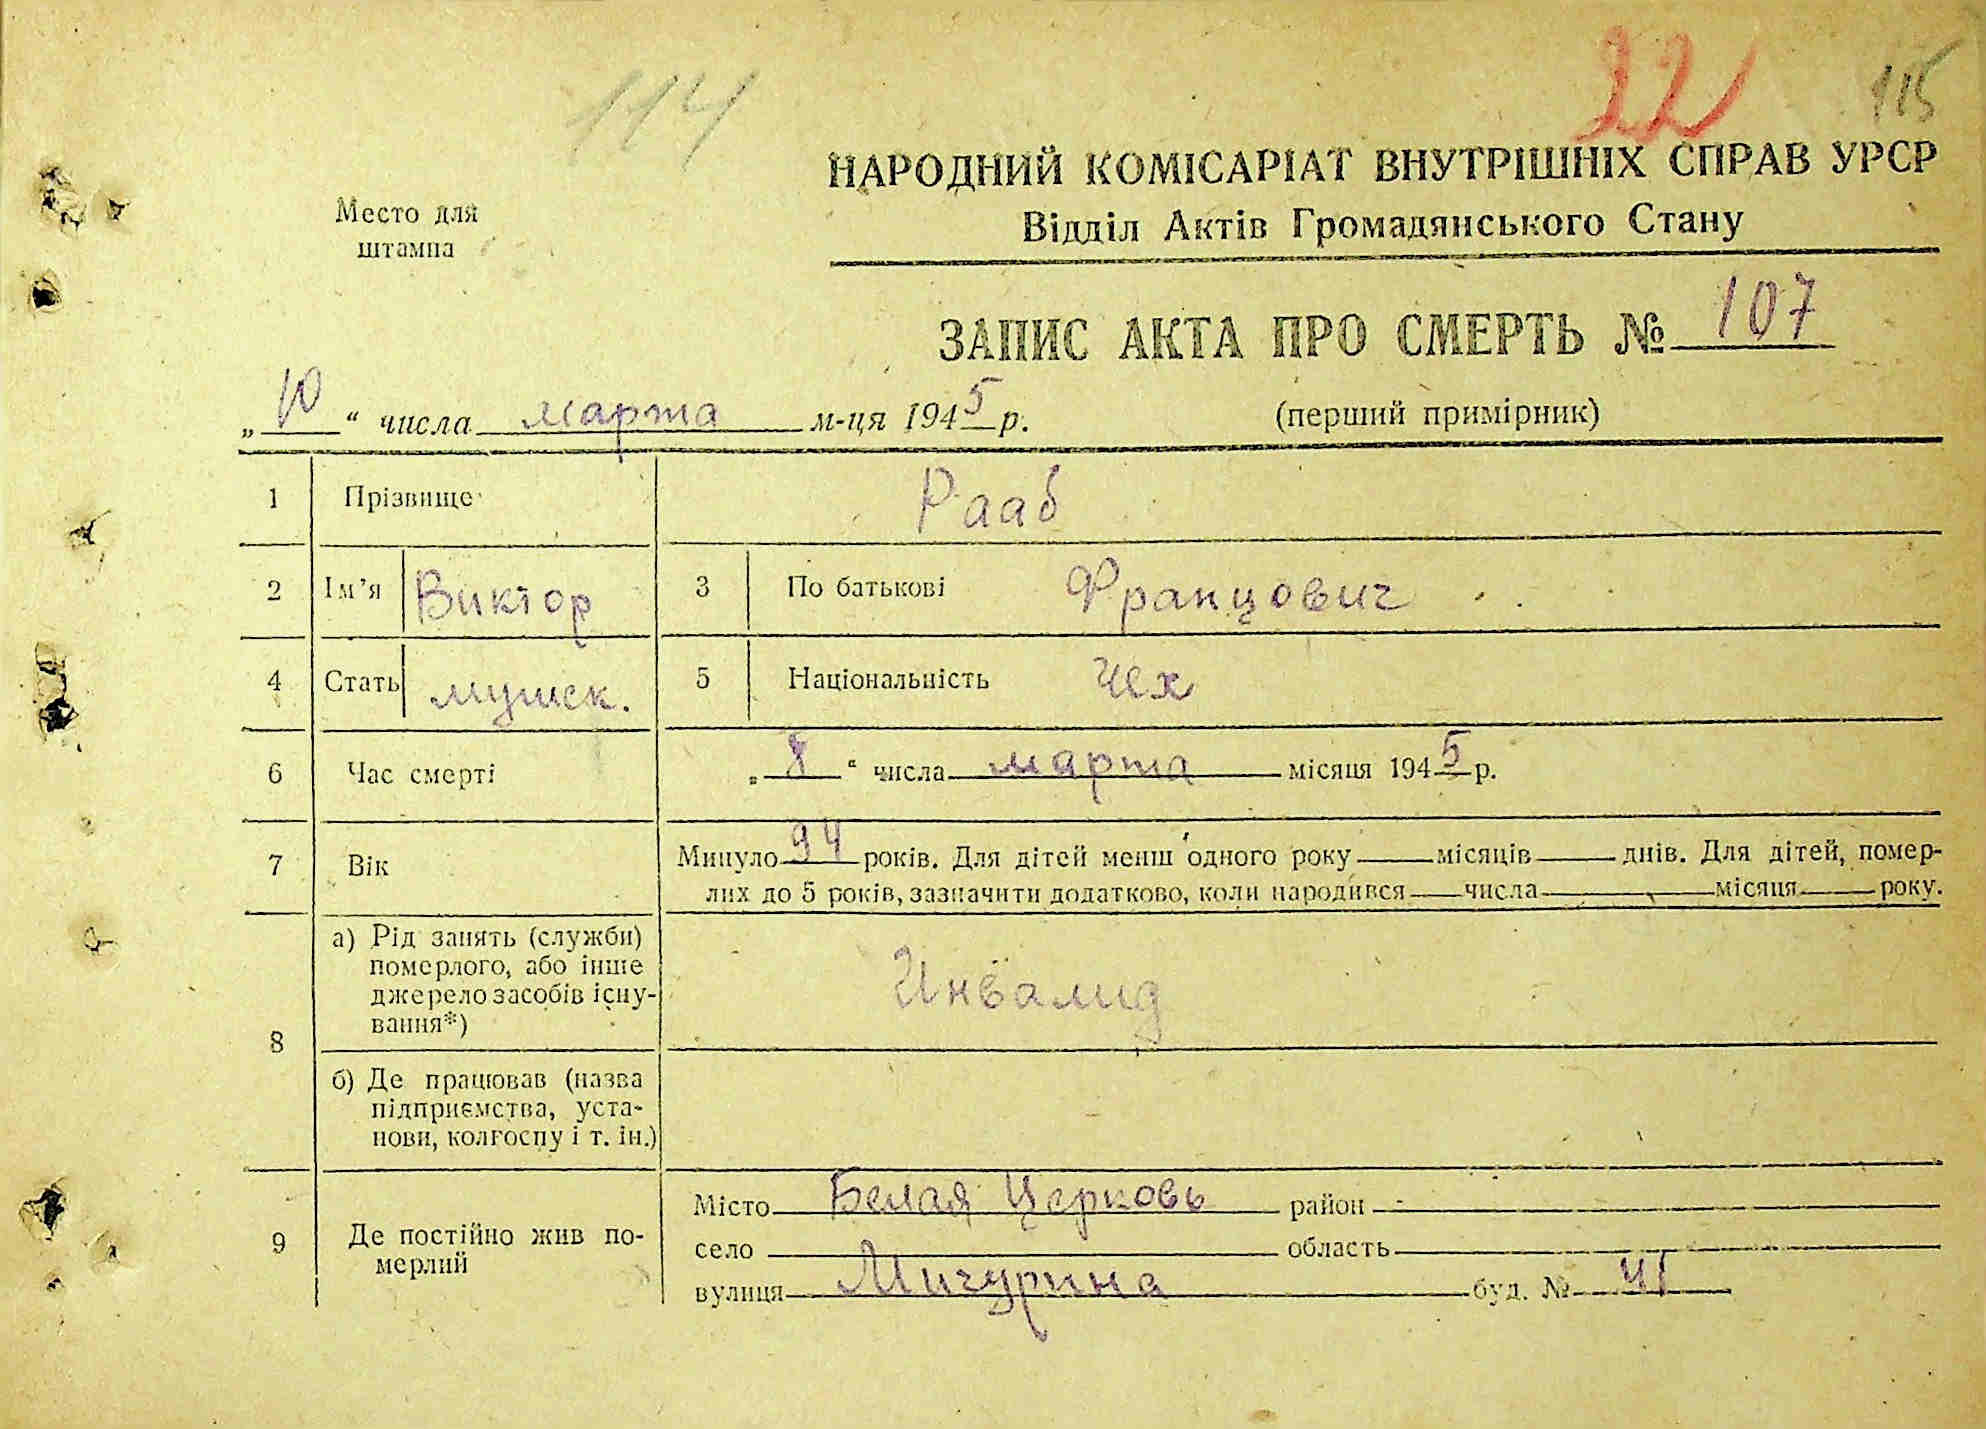 114
22
115
Место для
штампа
НАРОДНИЙ КОМІСАРІАТ ВНУТРІШНІХ СПРАВ УРСР
Відділ Актів Громадянського Стану
ЗАПИС АКТА ПРО СМЕРТЬ № 107
„10“ числа марта м-ця 1945 р.
(перший примірник)
1 Прізвище Рааб
2 Ім’я Виктор 3 По батькові Францович
4 Стать мужск. 5 Національність Чех
6 Час смерті „8“ числа марта місяця 1945 р.
7 Вік Минуло 94 років. Для дітей менш одного року місяців днів. Для дітей, помер-
лих до 5 років, зазначити додатково, коли народився числа місяця року.
8 а) Рід занять (служби)
померлого, або інше
джерело засобів існу-
вання*)
Инвалид
б) Де працював (назва
підприємства, уста-
нови, колгоспу і т. ін.)
9 Де постійно жив по-
мерлий
Місто Белая Церковь район -
село область
вулиця Мичурина буд. №